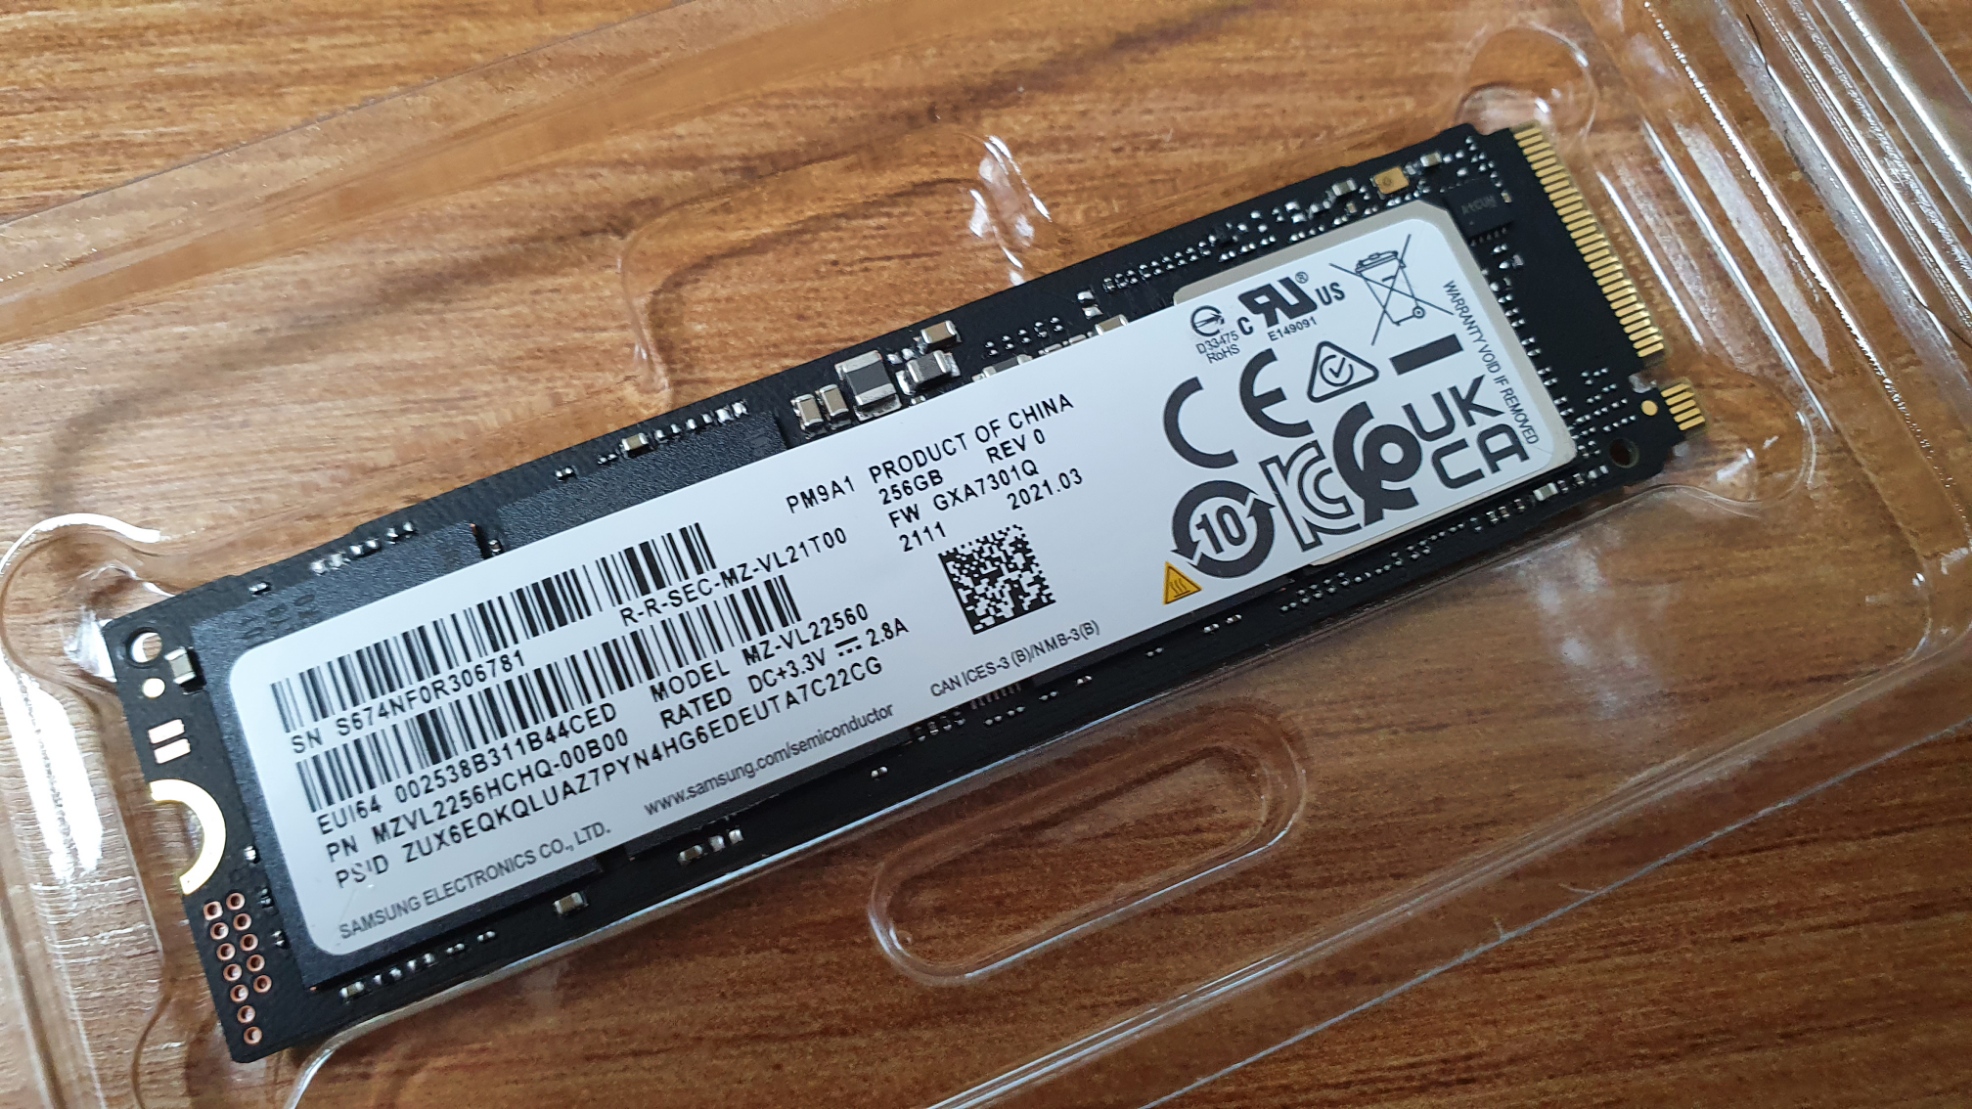 SN S674NF0R306781
R-R-SEC-MZ-VL21T00
EUI64 002538B311B44CED
PN MZVL2256HCHQ-00B00
PSID ZUX6EQKQLUAZ7PYN4HG6EDEUTA7C22CG
SAMSUNG ELECTRONICS CO., LTD.
www.samsung.com/semiconductor
MODEL MZ-VL22560
RATED DC+3.3V 2.8A
PM9A1 PRODUCT OF CHINA
256GB REV 0
FW GXA7301Q
2111 2021.03
CAN ICES-3 (B)/NMB-3(B)
D33475
RoHS
C RU® US
E149091
CE
UK
CA
10
KC
WARRANTY VOID IF REMOVED